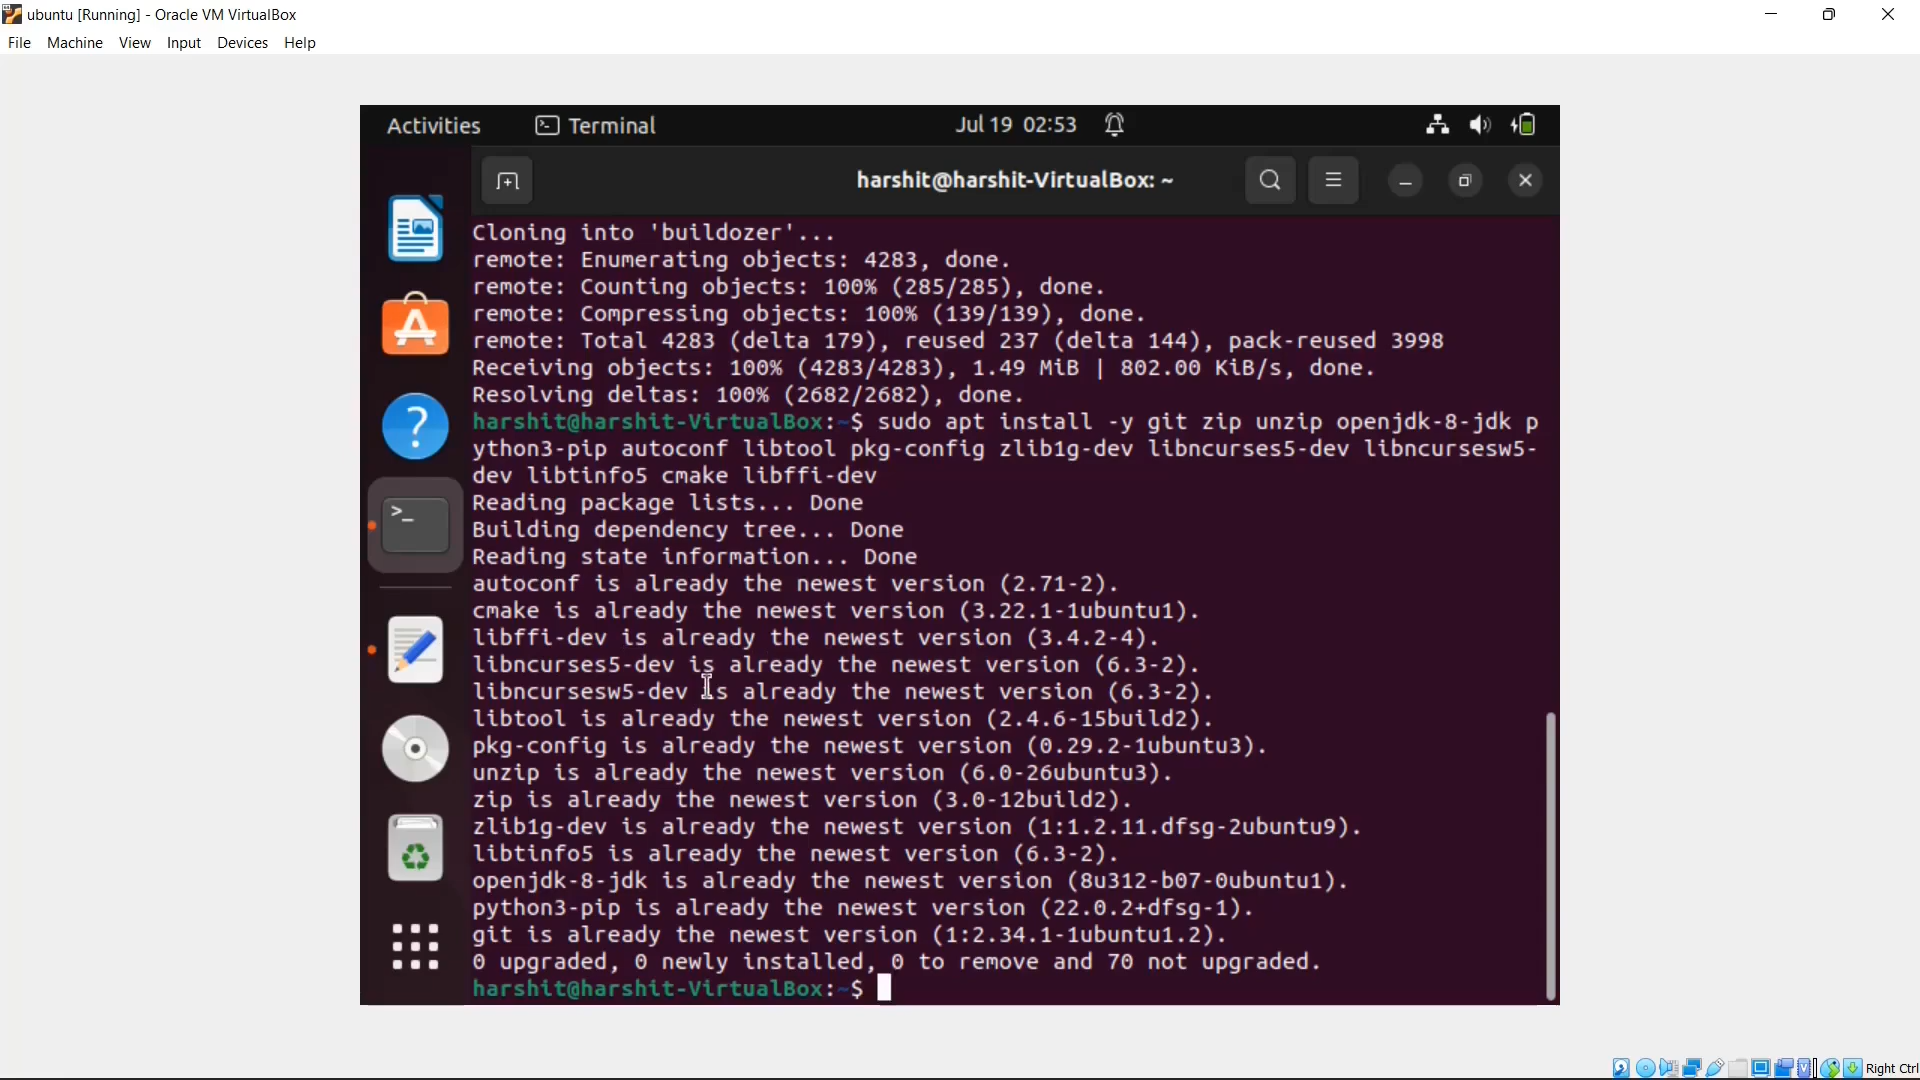 ubuntu [Running] - Oracle VM VirtualBox
File Machine View Input Devices Help
Activities Terminal Jul 19 02:53
harshit@harshit-VirtualBox: ~
Cloning into 'buildozer'...
remote: Enumerating objects: 4283, done.
remote: Counting objects: 100% (285/285), done.
remote: Compressing objects: 100% (139/139), done.
remote: Total 4283 (delta 179), reused 237 (delta 144), pack-reused 3998
Receiving objects: 100% (4283/4283), 1.49 MiB | 802.00 KiB/s, done.
Resolving deltas: 100% (2682/2682), done.
harshit@harshit-VirtualBox:~$ sudo apt install -y git zip unzip openjdk-8-jdk p
ython3-pip autoconf libtool pkg-config zlib1g-dev libncurses5-dev libncursesw5-
dev libtinfo5 cmake libffi-dev
Reading package lists... Done
Building dependency tree... Done
Reading state information... Done
autoconf is already the newest version (2.71-2).
cmake is already the newest version (3.22.1-1ubuntu1).
libffi-dev is already the newest version (3.4.2-4).
libncurses5-dev is already the newest version (6.3-2).
libncursesw5-dev is already the newest version (6.3-2).
libtool is already the newest version (2.4.6-15build2).
pkg-config is already the newest version (0.29.2-1ubuntu3).
unzip is already the newest version (6.0-26ubuntu3).
zip is already the newest version (3.0-12build2).
zlib1g-dev is already the newest version (1:1.2.11.dfsg-2ubuntu9).
libtinfo5 is already the newest version (6.3-2).
openjdk-8-jdk is already the newest version (8u312-b07-0ubuntu1).
python3-pip is already the newest version (22.0.2+dfsg-1).
git is already the newest version (1:2.34.1-1ubuntu1.2).
0 upgraded, 0 newly installed, 0 to remove and 70 not upgraded.
harshit@harshit-VirtualBox:~$
Right Ctrl